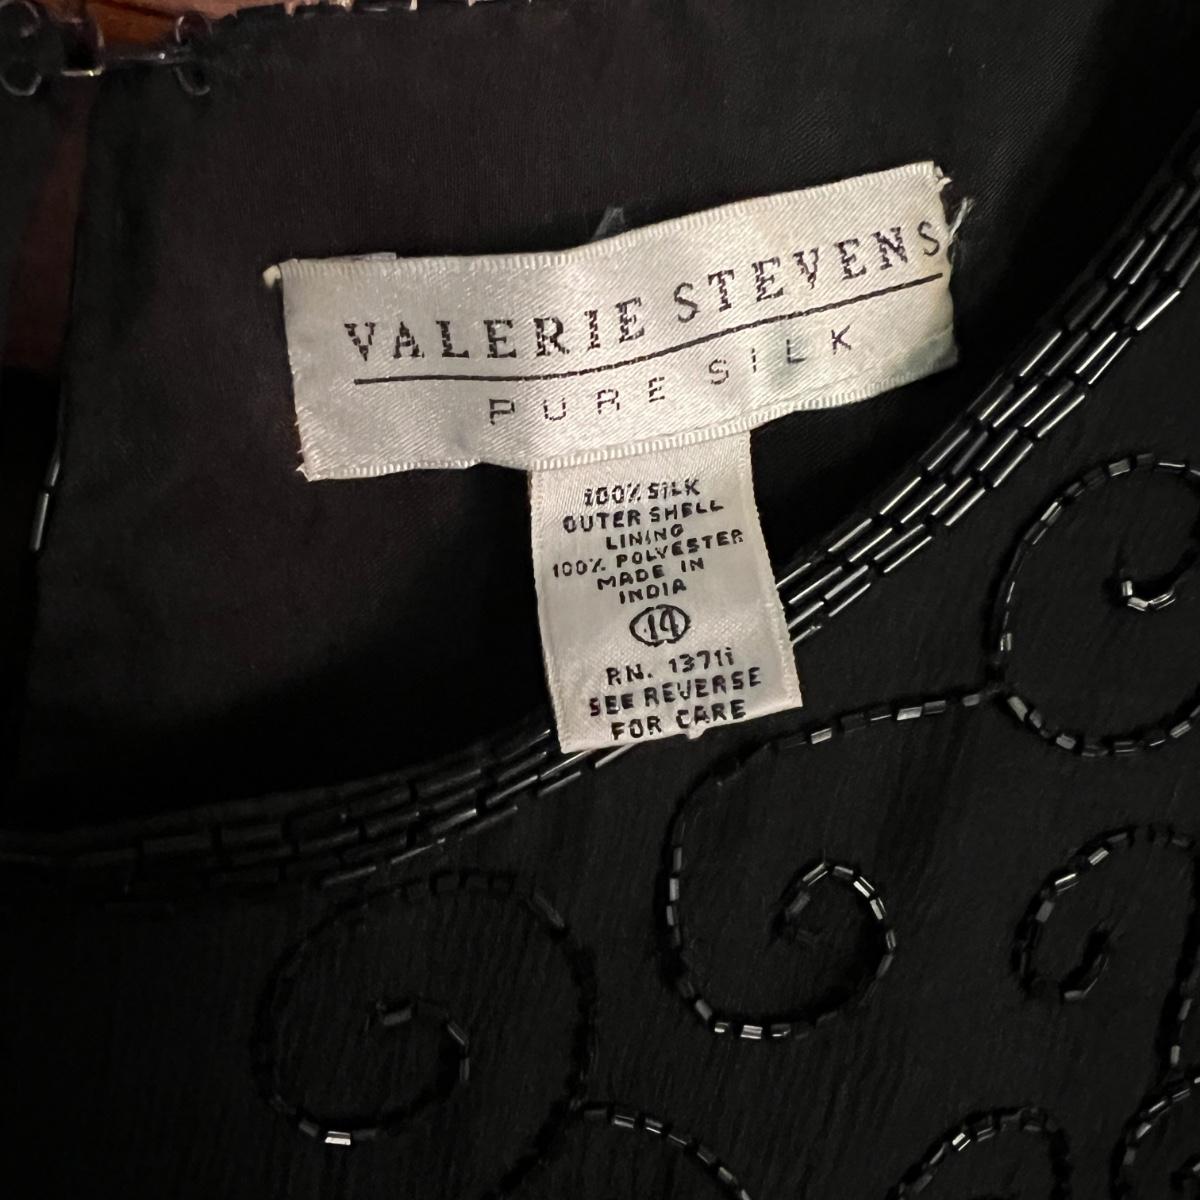 VALERIE STEVENS
PURE SILK
100% SILK
OUTER SHELL
LINING
100% POLYESTER
MADE IN
INDIA
14
RN. 13711
SEE REVERSE
FOR CARE